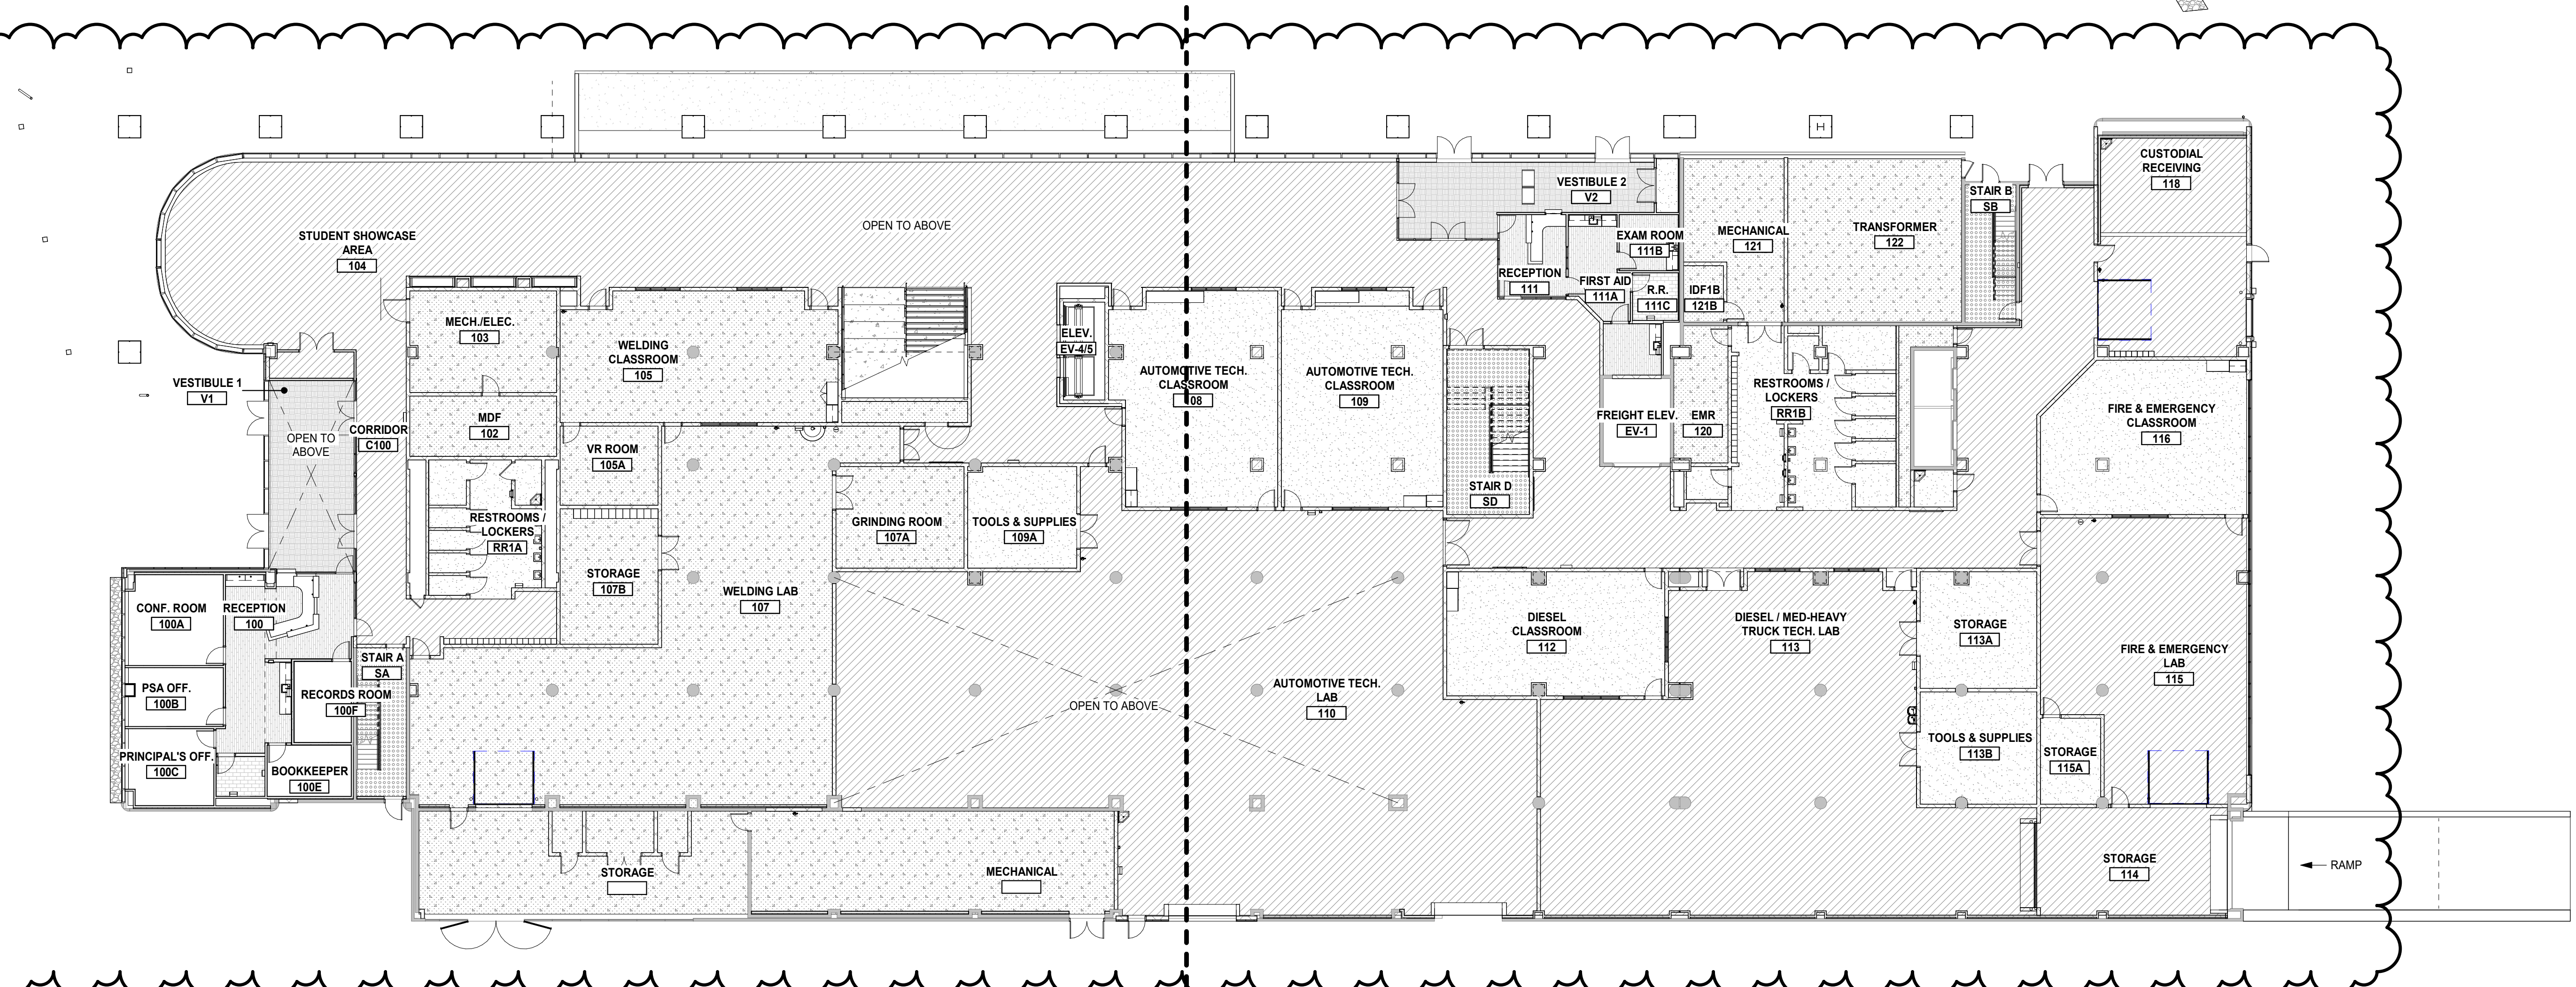 CUSTODIAL
RECEIVING
118
VESTIBULE 2
V2
STAIR B
SB
OPEN TO ABOVE
STUDENT SHOWCASE
AREA
104
EXAM ROOM
111B
MECHANICAL
121
TRANSFORMER
122
RECEPTION
111
FIRST AID
111A
R.R.
111C
IDF1B
121B
MECH./ELEC.
103
WELDING
CLASSROOM
105
ELEV.
EV-4/5
AUTOMOTIVE TECH.
CLASSROOM
108
AUTOMOTIVE TECH.
CLASSROOM
109
VESTIBULE 1
V1
RESTROOMS /
LOCKERS
RR1B
FREIGHT ELEV.
EV-1
EMR
120
FIRE & EMERGENCY
CLASSROOM
116
OPEN TO
ABOVE
CORRIDOR
C100
MDF
102
VR ROOM
105A
STAIR D
SD
RESTROOMS /
LOCKERS
RR1A
GRINDING ROOM
107A
TOOLS & SUPPLIES
109A
STORAGE
107B
WELDING LAB
107
CONF. ROOM
100A
RECEPTION
100
DIESEL
CLASSROOM
112
DIESEL / MED-HEAVY
TRUCK TECH. LAB
113
STORAGE
113A
STAIR A
SA
FIRE & EMERGENCY
LAB
115
PSA OFF.
100B
RECORDS ROOM
100F
AUTOMOTIVE TECH.
LAB
110
OPEN TO ABOVE
PRINCIPAL'S OFF.
100C
BOOKKEEPER
100E
TOOLS & SUPPLIES
113B
STORAGE
115A
STORAGE
MECHANICAL
STORAGE
114
RAMP